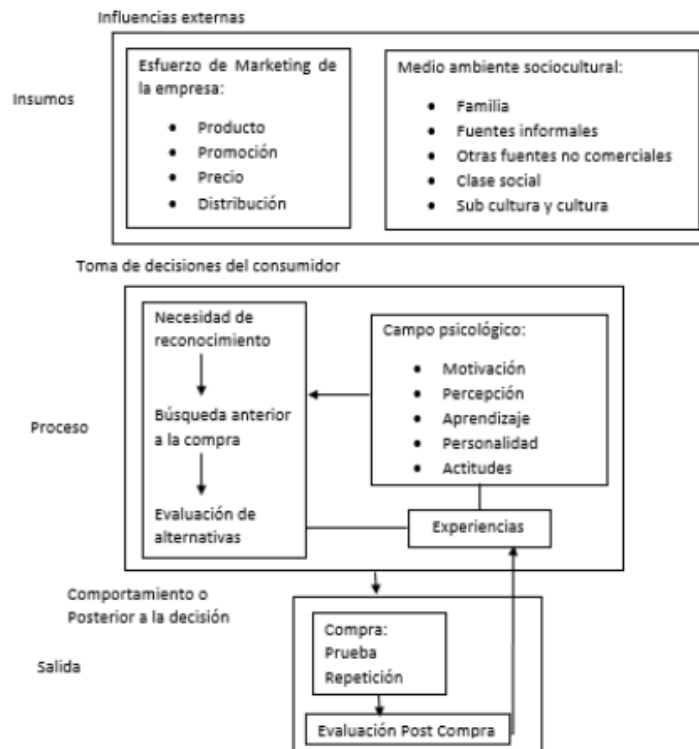 Influencias externas
Insumos
Esfuerzo de Marketing de
la empresa:
• Producto
• Promoción
• Precio
• Distribución
Medio ambiente sociocultural:
• Familia
• Fuentes informales
• Otras fuentes no comerciales
• Clase social
• Sub cultura y cultura
Toma de decisiones del consumidor
Proceso
Necesidad de
reconocimiento
Búsqueda anterior
a la compra
Evaluación de
alternativas
Campo psicológico:
• Motivación
• Percepción
• Aprendizaje
• Personalidad
• Actitudes
Experiencias
Comportamiento o
Posterior a la decisión
Salida
Compra:
Prueba
Repetición
Evaluación Post Compra